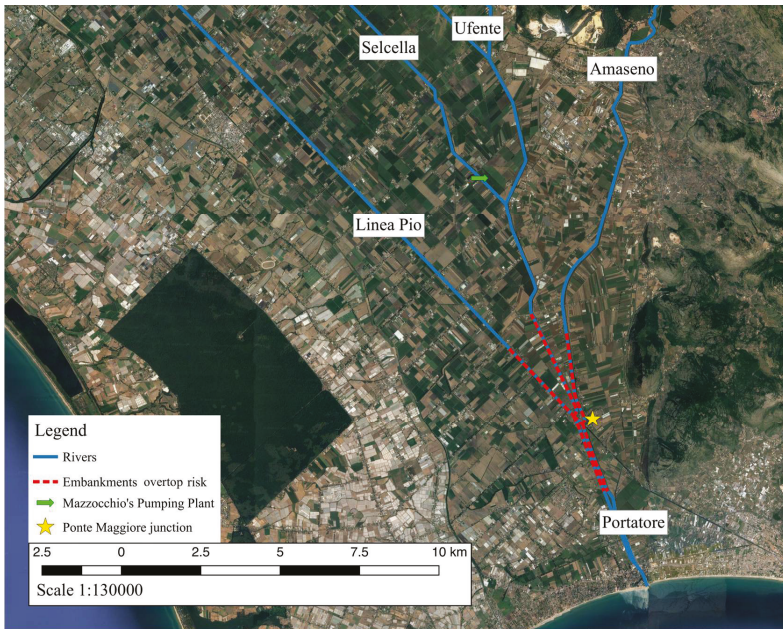 Ufente
Selcella
Amaseno
Linea Pio
Legend
Rivers
Embankments overtop risk
Mazzocchio's Pumping Plant
Ponte Maggiore junction
Portatore
2.5 0 2.5 5 7.5 10 km
Scale 1:130000